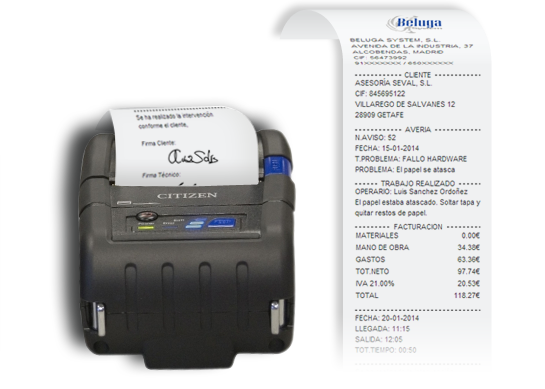 Se ha realizado la intervención
conforme el cliente,
Firma Cliente:
Firma Técnico:
CITIZEN
Beluga
BELUGA SYSTEM, S.L.
AVENIDA DE LA INDUSTRIA, 37
ALCOBENDAS, MADRID
CIF: 56473992
91XXXXXXX / 650XXXXXX
CLIENTE
ASESORÍA SEVAL, S.L.
CIF: 845695122
VILLAREGO DE SALVANES 12
28909 GETAFE
AVERIA
N.AVISO: 52
FECHA: 15-01-2014
T.PROBLEMA: FALLO HARDWARE
PROBLEMA: El papel se atasca
TRABAJO REALIZADO
OPERARIO: Luis Sanchez Ordoñez
El papel estaba atascado. Soltar tapa y
quitar restos de papel.
FACTURACION
MATERIALES 0.00€
MANO DE OBRA 34.38€
GASTOS 63.36€
TOT.NETO 97.74€
IVA 21.00% 20.53€
TOTAL 118.27€
FECHA: 20-01-2014
LLEGADA: 11:15
SALIDA: 12:05
TOT.TIEMPO: 00:50